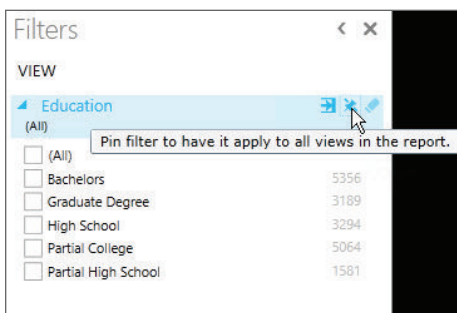 Filters
VIEW
Education
(All)
Pin filter to have it apply to all views in the report.
(All)
Bachelors 5356
Graduate Degree 3189
High School 3294
Partial College 5064
Partial High School 1581